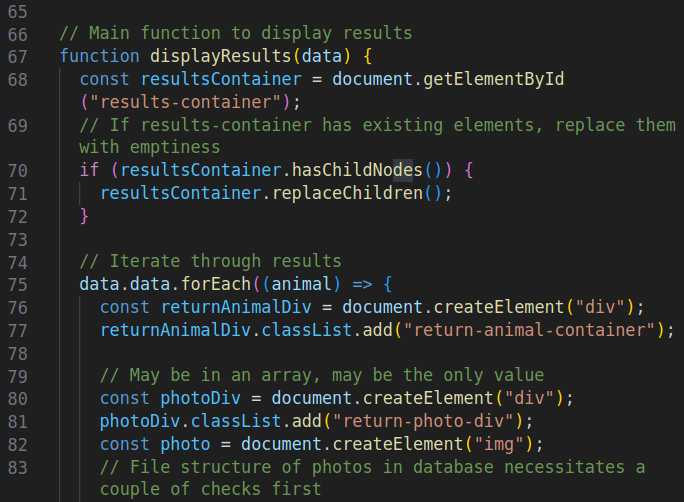 65
66 // Main function to display results
67 function displayResults(data) {
68 const resultsContainer = document.getElementById
("results-container");
69 // If results-container has existing elements, replace them
with emptiness
70 if (resultsContainer.hasChildNodes()) {
71 resultsContainer.replaceChildren();
72 }
73
74 // Iterate through results
75 data.data.forEach((animal) => {
76 const returnAnimalDiv = document.createElement("div");
77 returnAnimalDiv.classList.add("return-animal-container");
78
79 // May be in an array, may be the only value
80 const photoDiv = document.createElement("div");
81 photoDiv.classList.add("return-photo-div");
82 const photo = document.createElement("img");
83 // File structure of photos in database necessitates a
couple of checks first